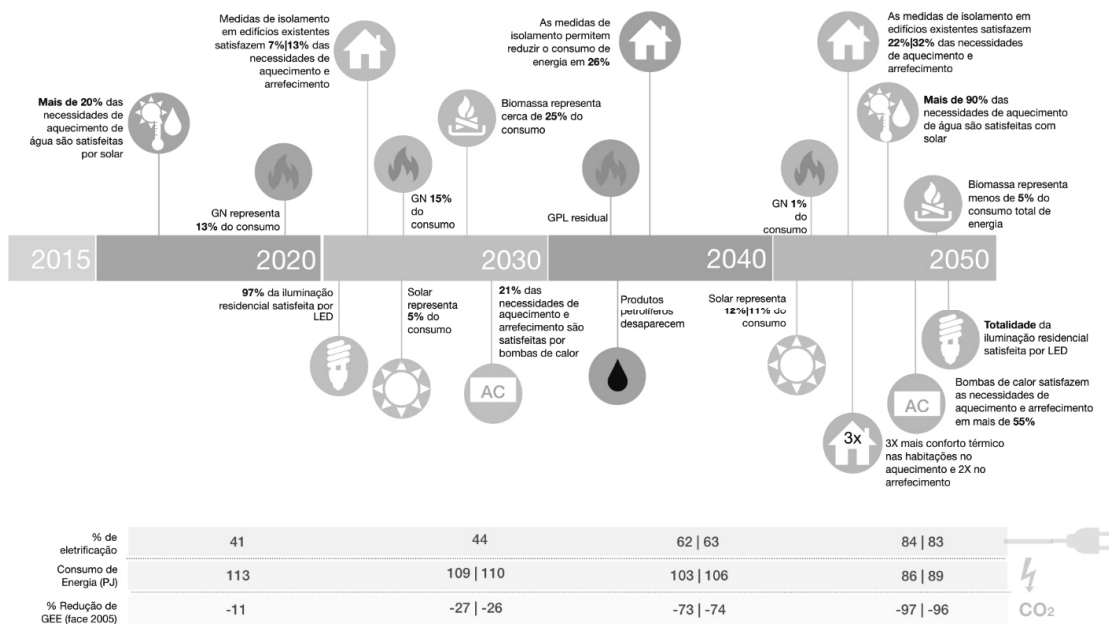 Medidas de isolamento
em edifícios existentes
satisfazem 7%|13% das
necessidades de
aquecimento e
arrefecimento
As medidas de
isolamento permitem
reduzir o consumo de
energia em 26%
As medidas de isolamento em
edifícios existentes satisfazem
22%|32% das necessidades
de aquecimento e
arrefecimento
Mais de 20% das
necessidades de
aquecimento de
água são satisfeitas
por solar
Biomassa representa
cerca de 25% do
consumo
Mais de 90% das
necessidades de aquecimento
de água são satisfeitas com
solar
GN representa
13% do consumo
GN 15%
do
consumo
GPL residual
GN 1%
do
consumo
Biomassa representa
menos de 5% do
consumo total de
energia
2015
2020
2030
2040
2050
97% da iluminação
residencial satisfeita por
LED
Solar
representa
5% do
consumo
21% das
necessidades de
aquecimento e
arrefecimento são
satisfeitas por
bombas de calor
Produtos
petrolíferos
desaparecem
Solar representa
12%|11% do
consumo
Totalidade da
iluminação residencial
satisfeita por LED
AC
AC
Bombas de calor satisfazem
as necessidades de
aquecimento e arrefecimento
em mais de 55%
3x
3X mais conforto térmico
nas habitações no
aquecimento e 2X no
arrefecimento
% de
eletrificação
41
44
62 | 63
84 | 83
Consumo de
Energia (PJ)
113
109 | 110
103 | 106
86 | 89
% Redução de
GEE (face 2005)
-11
-27 | -26
-73 | -74
-97 | -96
CO₂